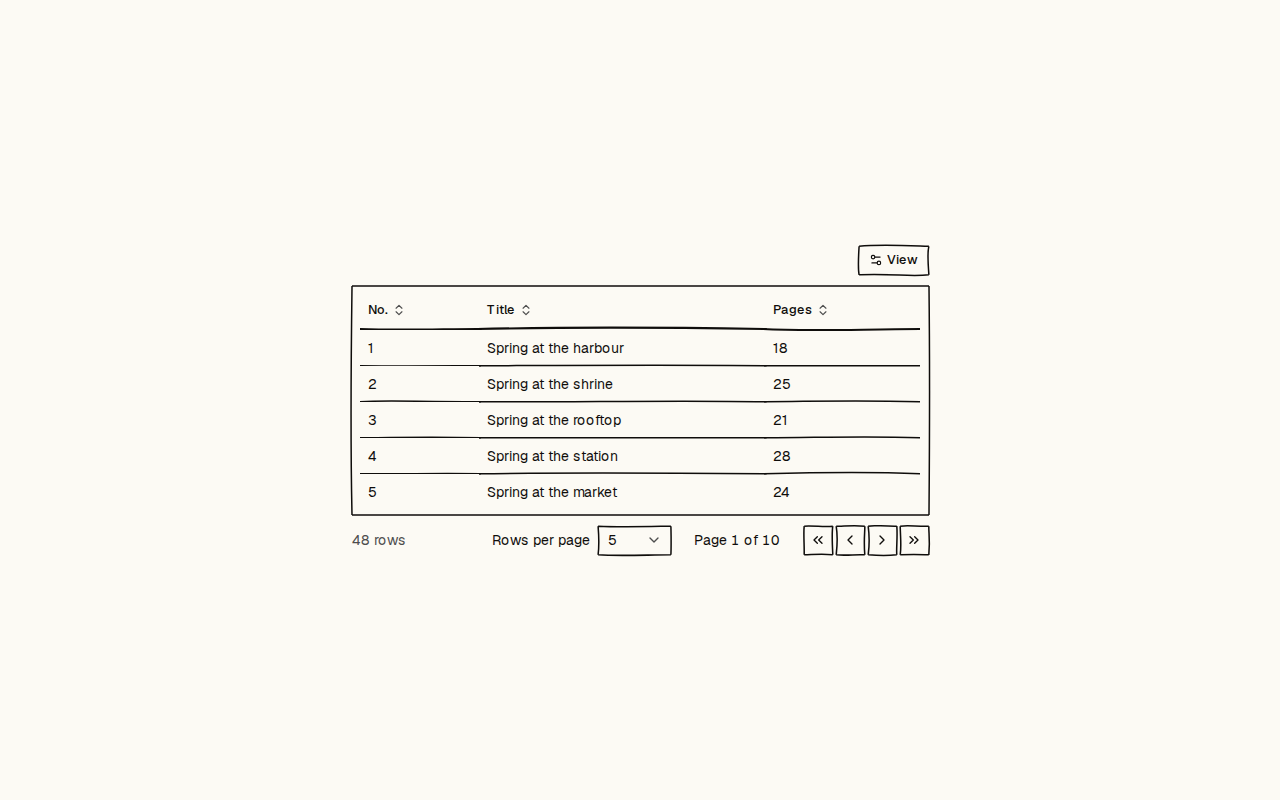 View
No. Title Pages
1 Spring at the harbour 18
2 Spring at the shrine 25
3 Spring at the rooftop 21
4 Spring at the station 28
5 Spring at the market 24
48 rows Rows per page 5 Page 1 of 10